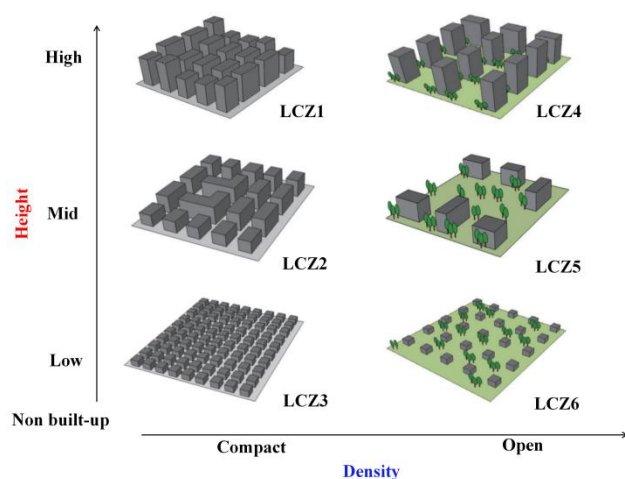 High
LCZ1
LCZ4
Height
Mid
LCZ2
LCZ5
Low
LCZ3
LCZ6
Non built-up
Compact
Open
Density